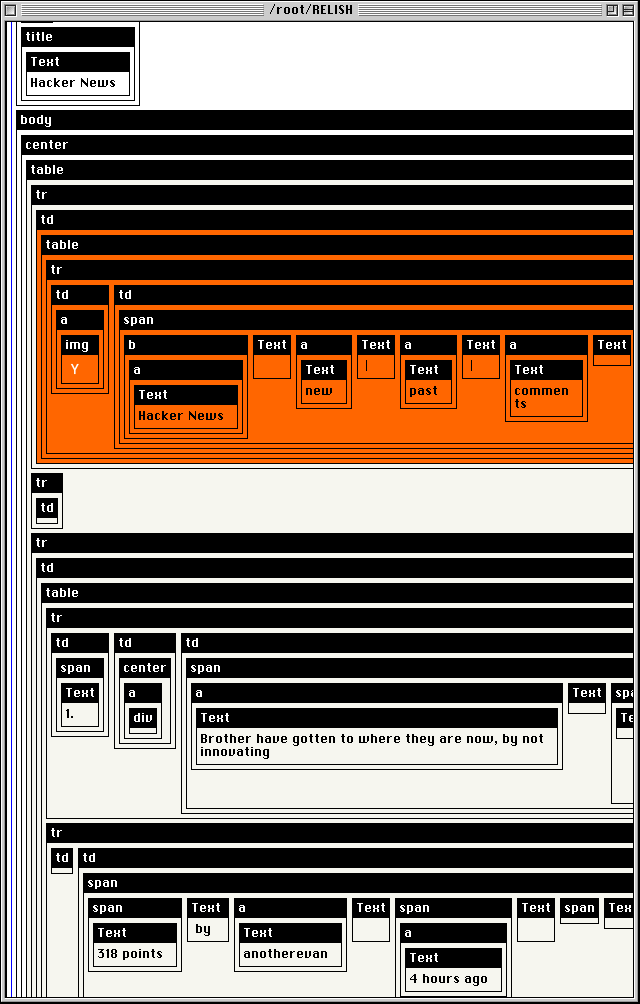 /root/RELISH
title
Text
Hacker News
body
center
table
tr
td
table
tr
td td
a span
img b Text a Text a Text a Text
Y a Text | Text | Text
Text new past commen
ts
Hacker News
tr
td
tr
td
table
tr
td td td
span center span
Text a a Text spa
1. div Text Te
Brother have gotten to where they are now, by not
innovating
tr
td td
span
span Text a Text span Text span Tex
Text by Text a
318 points anotherevan Text
4 hours ago